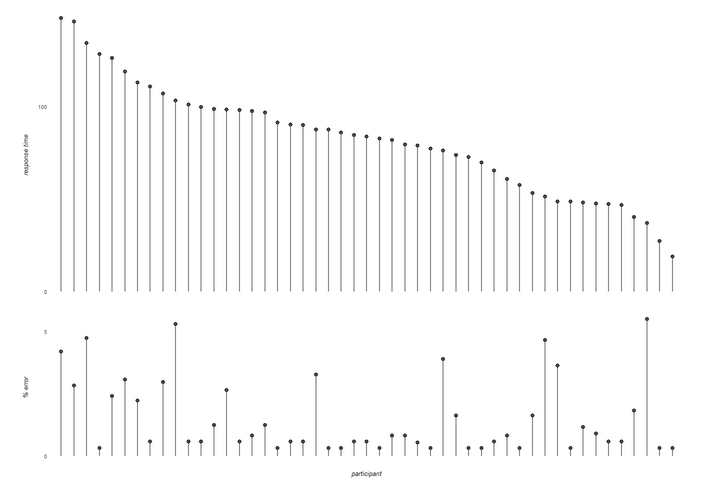 100
response time
0
5
% error
0
participant